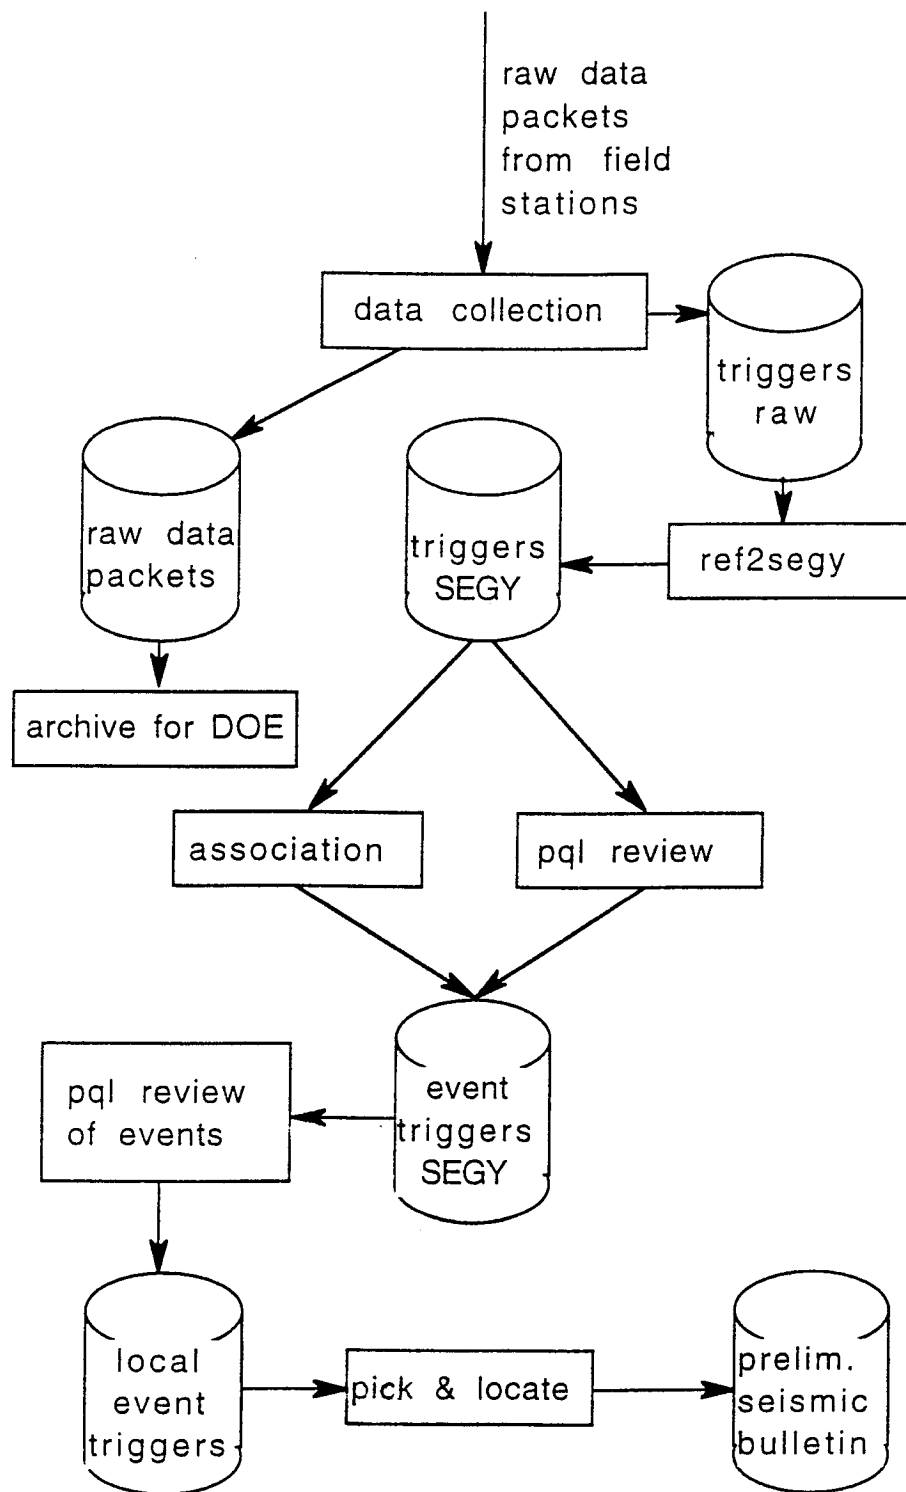 raw data
packets
from field
stations
data collection
triggers
raw
raw data
packets
triggers
SEGY
ref2segy
archive for DOE
association
pql review
pql review
of events
event
triggers
SEGY
local
event
triggers
pick & locate
prelim.
seismic
bulletin